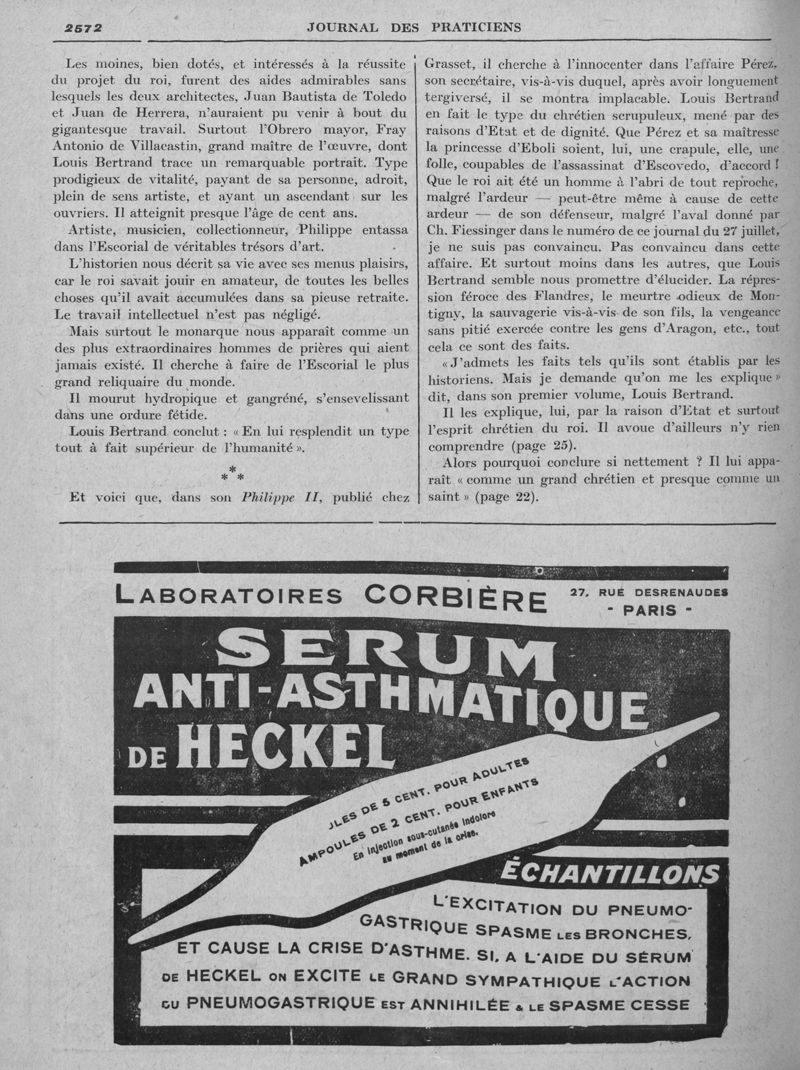 2572
JOURNAL DES PRATICIENS
Les moines, bien dotés, et intéressés à la réussite
du projet du roi, furent des aides admirables sans
lesquels les deux architectes, Juan Bautista de Toledo
et Juan de Herrera, n'auraient pu venir à bout du
gigantesque travail. Surtout l'Obrero mayor, Fray
Antonio de Villacastin, grand maître de l'œuvre, dont
Louis Bertrand trace un remarquable portrait. Type
prodigieux de vitalité, payant de sa personne, adroit,
plein de sens artiste, et ayant un ascendant sur les
ouvriers. Il atteignit presque l'âge de cent ans.
Artiste, musicien, collectionneur, Philippe entassa
dans l'Escorial de véritables trésors d'art.
L'historien nous décrit sa vie avec ses menus plaisirs,
car le roi savait jouir en amateur, de toutes les belles
choses qu'il avait accumulées dans sa pieuse retraite.
Le travail intellectuel n'est pas négligé.
Mais surtout le monarque nous apparaît comme un
des plus extraordinaires hommes de prières qui aient
jamais existé. Il cherche à faire de l'Escorial le plus
grand reliquaire du monde.
Il mourut hydropique et gangréné, s'ensevelissant
dans une ordure fétide.
Louis Bertrand conclut : « En lui resplendit un type
tout à fait supérieur de l'humanité ».
*
* *
Et voici que, dans son Philippe II, publié chez
Grasset, il cherche à l'innocenter dans l'affaire Pérez,
son secrétaire, vis-à-vis duquel, après avoir longuement
tergiversé, il se montra implacable. Louis Bertrand
en fait le type du chrétien scrupuleux, mené par des
raisons d'Etat et de dignité. Que Pérez et sa maîtresse
la princesse d'Eboli soient, lui, une crapule, elle, une
folle, coupables de l'assassinat d'Escovedo, d'accord !
Que le roi ait été un homme à l'abri de tout reproche,
malgré l'ardeur — peut-être même à cause de cette
ardeur — de son défenseur, malgré l'aval donné par
Ch. Fiessinger dans le numéro de ce journal du 27 juillet,
je ne suis pas convaincu. Pas convaincu dans cette
affaire. Et surtout moins dans les autres, que Louis
Bertrand semble nous promettre d'élucider. La répres-
sion féroce des Flandres, le meurtre odieux de Mon-
tigny, la sauvagerie vis-à-vis de son fils, la vengeance
sans pitié exercée contre les gens d'Aragon, etc., tout
cela ce sont des faits.
« J'admets les faits tels qu'ils sont établis par les
historiens. Mais je demande qu'on me les explique »
dit, dans son premier volume, Louis Bertrand.
Il les explique, lui, par la raison d'Etat et surtout
l'esprit chrétien du roi. Il avoue d'ailleurs n'y rien
comprendre (page 25).
Alors pourquoi conclure si nettement ? Il lui appa-
raît « comme un grand chrétien et presque comme un
saint » (page 22).
LABORATOIRES CORBIÈRE
27, RUE DESRENAUDES
- PARIS -
SERUM
ANTI-ASTHMATIQUE
DE HECKEL
ULES DE 5 CENT. POUR ADULTES
AMPOULES DE 2 CENT. POUR ENFANTS
En injection sous-cutanée indolore
au moment de la crise.
ÉCHANTILLONS
L'EXCITATION DU PNEUMO-
GASTRIQUE SPASME LES BRONCHES,
ET CAUSE LA CRISE D'ASTHME. SI, A L'AIDE DU SÉRUM
DE HECKEL ON EXCITE LE GRAND SYMPATHIQUE L'ACTION
DU PNEUMOGASTRIQUE EST ANNIHILÉE & LE SPASME CESSE